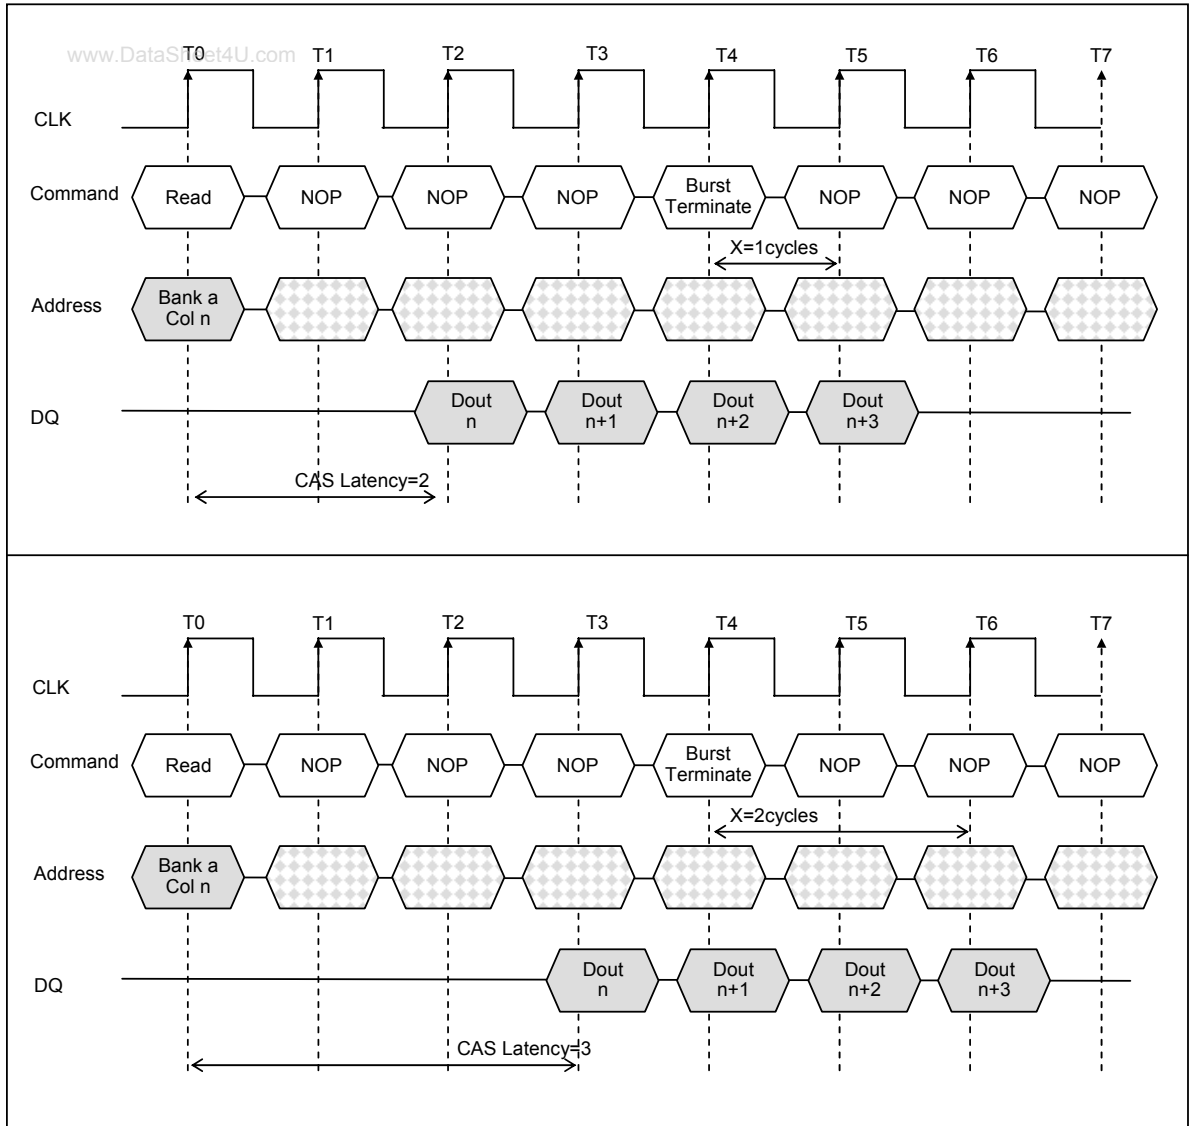 www.DataSheet4U.com
T0 T1 T2 T3 T4 T5 T6 T7
CLK
Command Read NOP NOP NOP Burst Terminate NOP NOP NOP
X=1cycles
Address Bank a Col n
DQ Dout n Dout n+1 Dout n+2 Dout n+3
CAS Latency=2
T0 T1 T2 T3 T4 T5 T6 T7
CLK
Command Read NOP NOP NOP Burst Terminate NOP NOP NOP
X=2cycles
Address Bank a Col n
DQ Dout n Dout n+1 Dout n+2 Dout n+3
CAS Latency=3